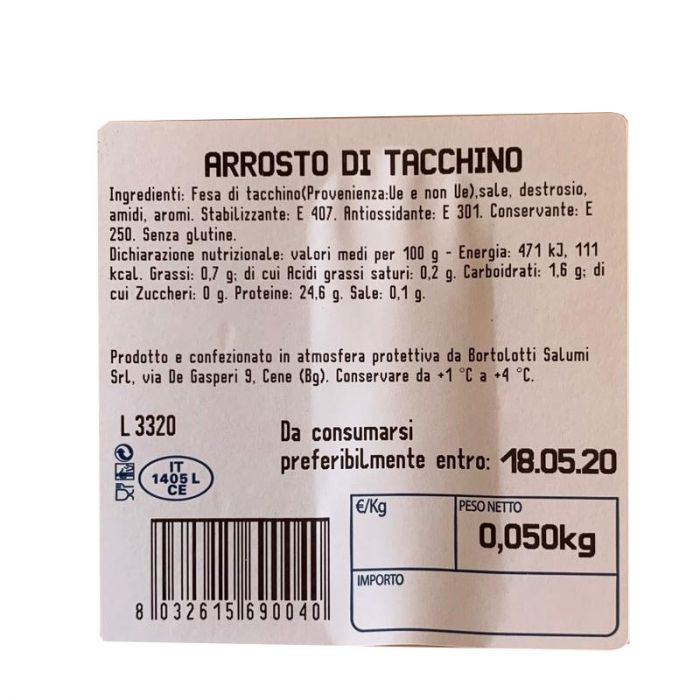 ARROSTO DI TACCHINO
Ingredienti: Fesa di tacchino(Provenienza:Ue e non Ue),sale, destrosio,
amidi, aromi. Stabilizzante: E 407. Antiossidante: E 301. Conservante: E
250. Senza glutine.
Dichiarazione nutrizionale: valori medi per 100 g - Energia: 471 kJ, 111
kcal. Grassi: 0,7 g; di cui Acidi grassi saturi: 0,2 g. Carboidrati: 1,6 g; di
cui Zuccheri: 0 g. Proteine: 24,6 g. Sale: 0,1 g.
Prodotto e confezionato in atmosfera protettiva da Bortolotti Salumi
Srl, via De Gasperi 9, Cene (Bg). Conservare da +1 °C a +4 °C.
L 3320
Da consumarsi
preferibilmente entro: 18.05.20
IT
1405 L
CE
€/Kg
PESO NETTO
0,050kg
IMPORTO
8 032615 690040